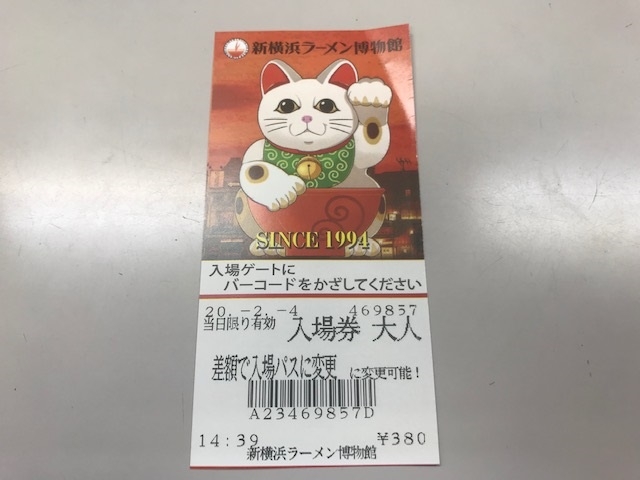 新横浜ラーメン博物館
SINCE 1994
入場ゲートに
バーコードをかざしてください
20.-2.-4 469857
当日限り有効 入場券 大人
差額で入場パスに変更 に変更可能!
A23469857D
14:39 ¥380
新横浜ラーメン博物館